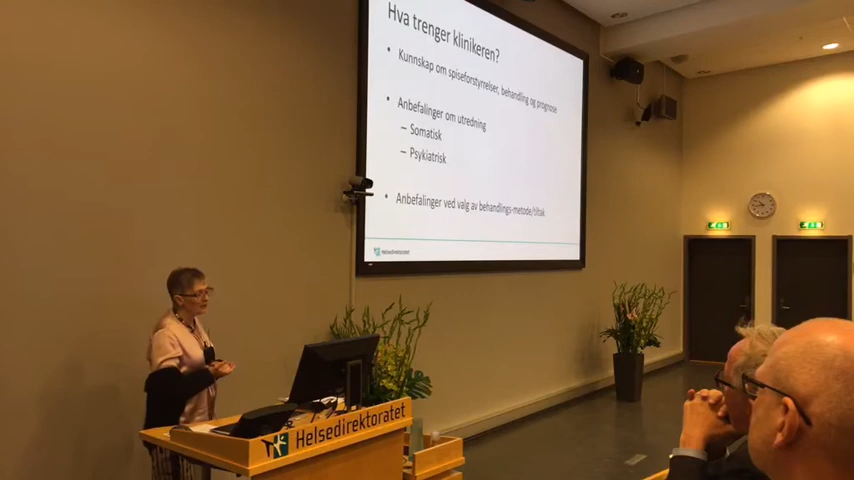 Hva trenger klinikeren?
• Kunnskap om spiseforstyrrelser, behandling og prognose
• Anbefalinger om utredning
– Somatisk
– Psykiatrisk
• Anbefalinger ved valg av behandlings-metode/tiltak
Helsedirektoratet
Helsedirektoratet